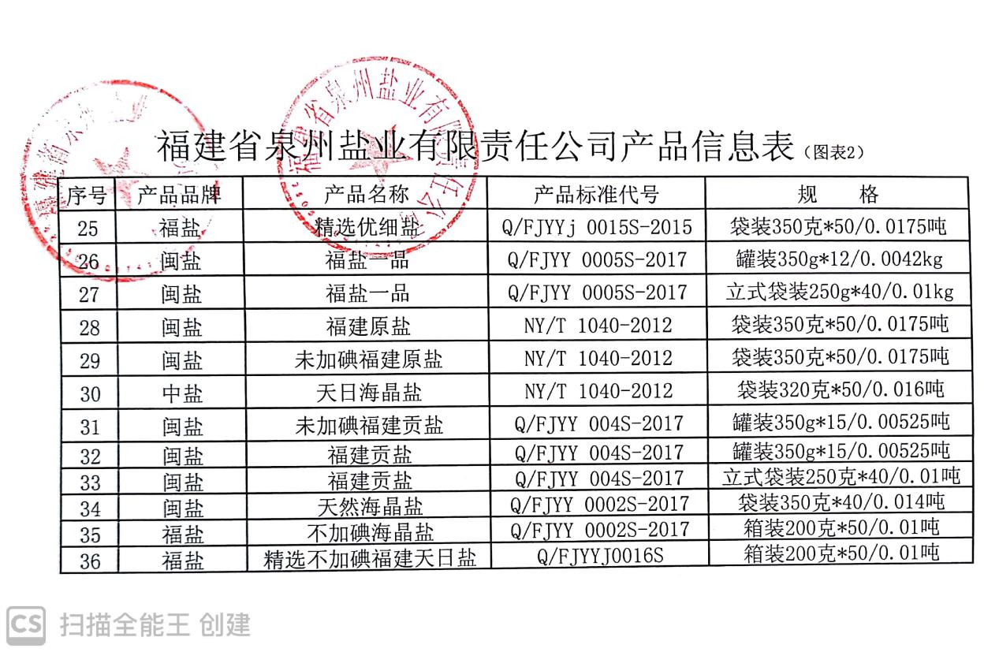 福建省泉州盐业有限责任公司产品信息表（图表2）
序号 产品品牌 产品名称 产品标准代号 规 格
25 福盐 精选优细盐 Q/FJYYj 0015S-2015 袋装350克*50/0.0175吨
26 闽盐 福盐一品 Q/FJYY 0005S-2017 罐装350g*12/0.0042kg
27 闽盐 福盐一品 Q/FJYY 0005S-2017 立式袋装250g*40/0.01kg
28 闽盐 福建原盐 NY/T 1040-2012 袋装350克*50/0.0175吨
29 闽盐 未加碘福建原盐 NY/T 1040-2012 袋装350克*50/0.0175吨
30 中盐 天日海晶盐 NY/T 1040-2012 袋装320克*50/0.016吨
31 闽盐 未加碘福建贡盐 Q/FJYY 004S-2017 罐装350g*15/0.00525吨
32 闽盐 福建贡盐 Q/FJYY 004S-2017 罐装350g*15/0.00525吨
33 闽盐 福建贡盐 Q/FJYY 004S-2017 立式袋装250克*40/0.01吨
34 闽盐 天然海晶盐 Q/FJYY 0002S-2017 袋装350克*40/0.014吨
35 福盐 不加碘海晶盐 Q/FJYY 0002S-2017 箱装200克*50/0.01吨
36 福盐 精选不加碘福建天日盐 Q/FJYYJ0016S 箱装200克*50/0.01吨
福建省泉州盐业有限责任公司
CS 扫描全能王 创建